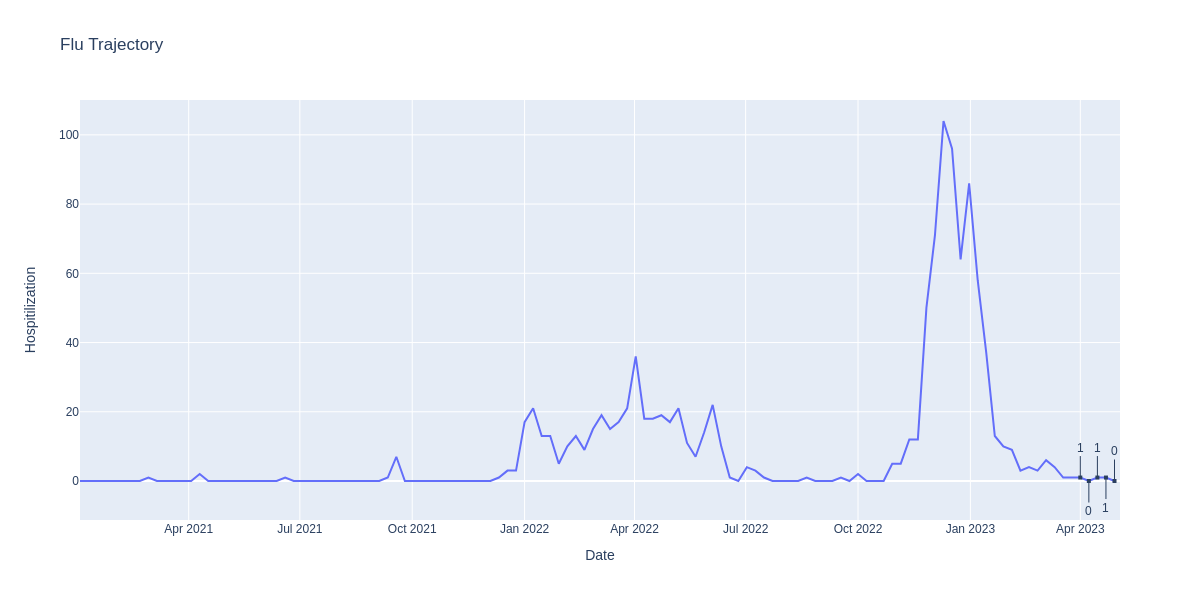 Flu Trajectory
100
80
60
40
20
0
Hospitilization
1 1 0
0 1
Apr 2021 Jul 2021 Oct 2021 Jan 2022 Apr 2022 Jul 2022 Oct 2022 Jan 2023 Apr 2023
Date